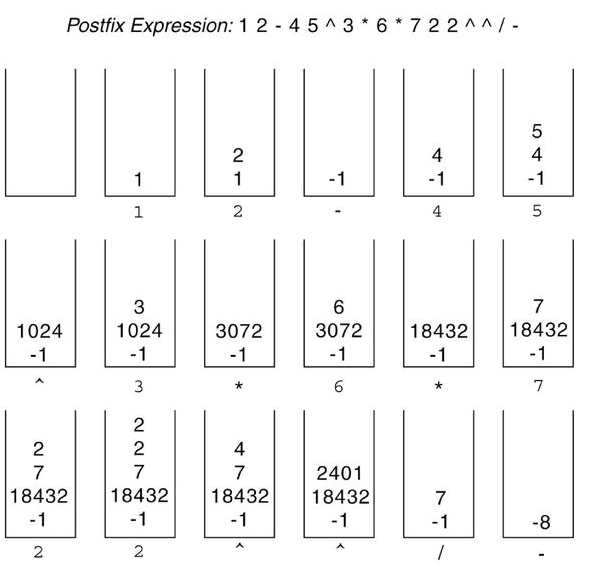 Postfix Expression: 1 2 - 4 5 ^ 3 * 6 * 7 2 2 ^ ^ / -
5
2 4 4
1 1 -1 -1 -1
1 2 - 4 5
3 6 7
1024 1024 3072 3072 18432 18432
-1 -1 -1 -1 -1 -1
^ 3 * 6 * 7
2
2 2 4
7 7 7 2401
18432 18432 18432 18432 7
-1 -1 -1 -1 -1 -8
2 2 ^ ^ / -